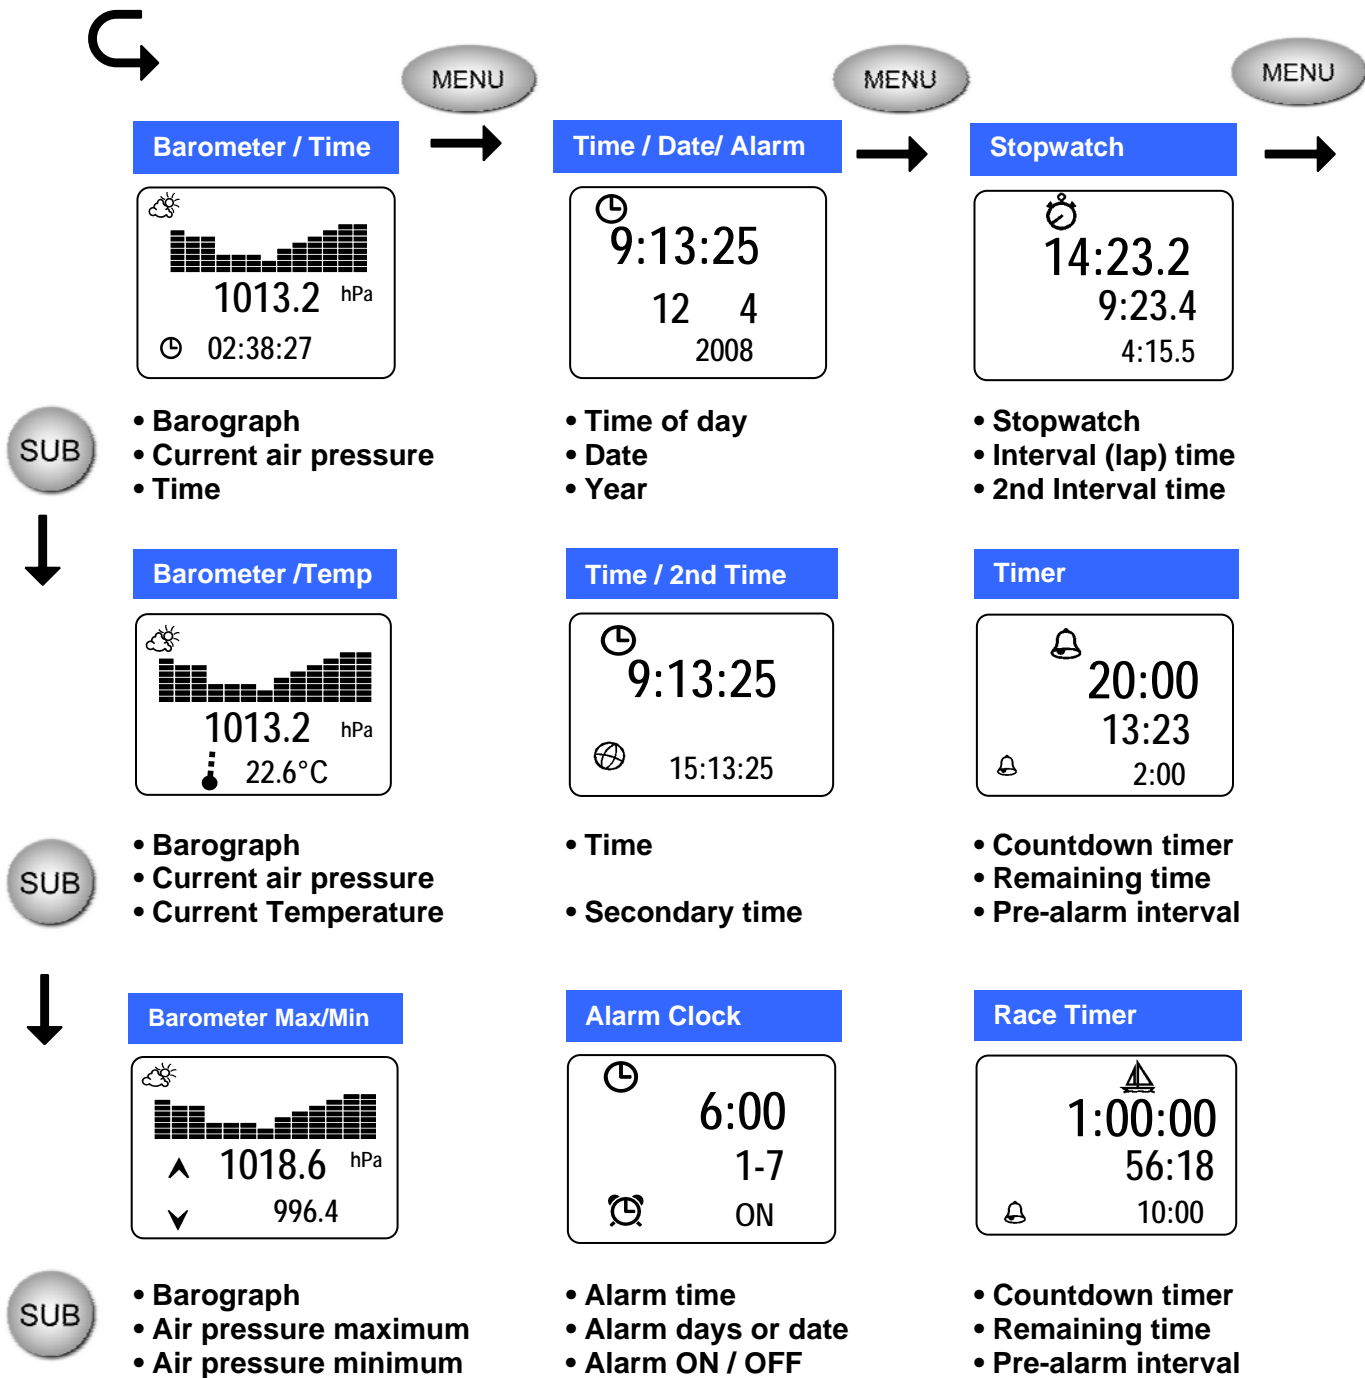 MENU
MENU
MENU
Barometer / Time
Time / Date/ Alarm
Stopwatch
1013.2 hPa
02:38:27
9:13:25
12 4
2008
14:23.2
9:23.4
4:15.5
SUB
• Barograph
• Current air pressure
• Time
• Time of day
• Date
• Year
• Stopwatch
• Interval (lap) time
• 2nd Interval time
Barometer /Temp
Time / 2nd Time
Timer
1013.2 hPa
22.6°C
9:13:25
15:13:25
20:00
13:23
2:00
SUB
• Barograph
• Current air pressure
• Current Temperature
• Time
• Secondary time
• Countdown timer
• Remaining time
• Pre-alarm interval
Barometer Max/Min
Alarm Clock
Race Timer
1018.6 hPa
996.4
6:00
1-7
ON
1:00:00
56:18
10:00
SUB
• Barograph
• Air pressure maximum
• Air pressure minimum
• Alarm time
• Alarm days or date
• Alarm ON / OFF
• Countdown timer
• Remaining time
• Pre-alarm interval